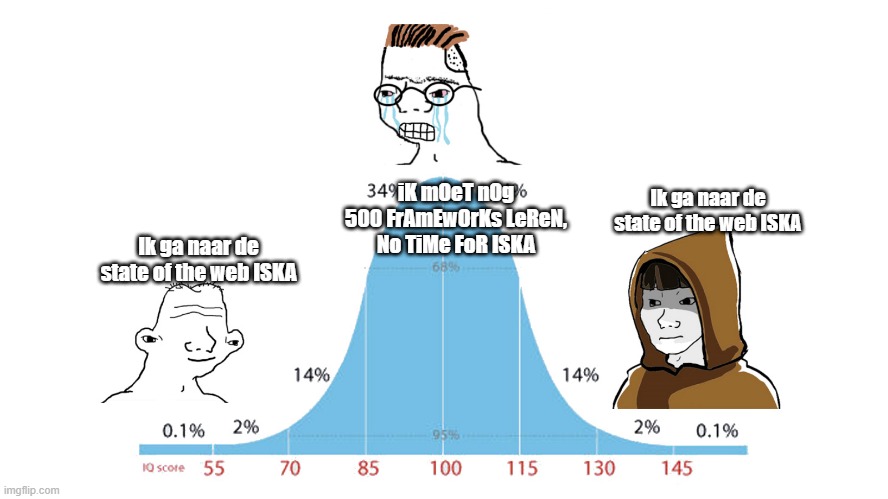 iK mOeT nOg
500 FrAmEwOrKs LeReN,
No TiMe FoR ISKA
Ik ga naar de
state of the web ISKA
Ik ga naar de
state of the web ISKA
34%
%
68%
14%
14%
0.1%
2%
95%
2%
0.1%
IQ score
55
70
85
100
115
130
145
imgflip.com